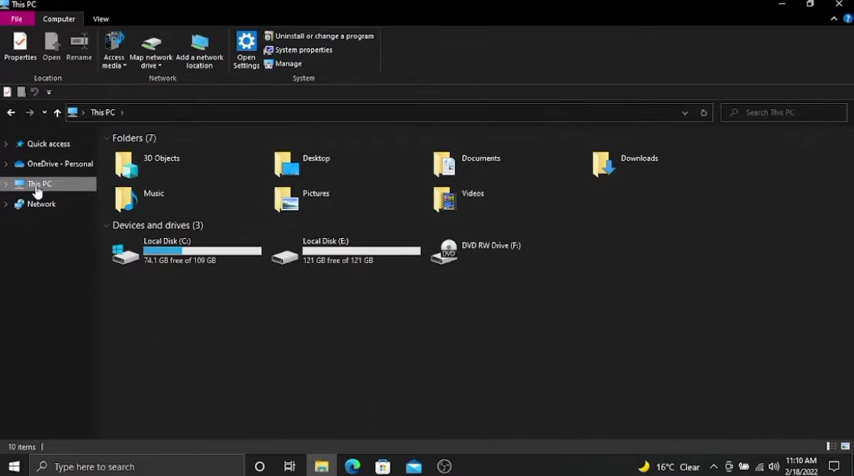 This PC
File Computer View
Properties Open Rename Access media Map network drive Add a network location Open Settings Uninstall or change a program
System properties
Manage
Location Network System
This PC Search This PC
Quick access
OneDrive - Personal
This PC
Network
Folders (7)
3D Objects Desktop Documents Downloads
Music Pictures Videos
Devices and drives (3)
Local Disk (C:) Local Disk (E:) DVD RW Drive (F:)
74.1 GB free of 109 GB 121 GB free of 121 GB
DVD
10 items
Type here to search 16°C Clear 11:10 AM
2/18/2022